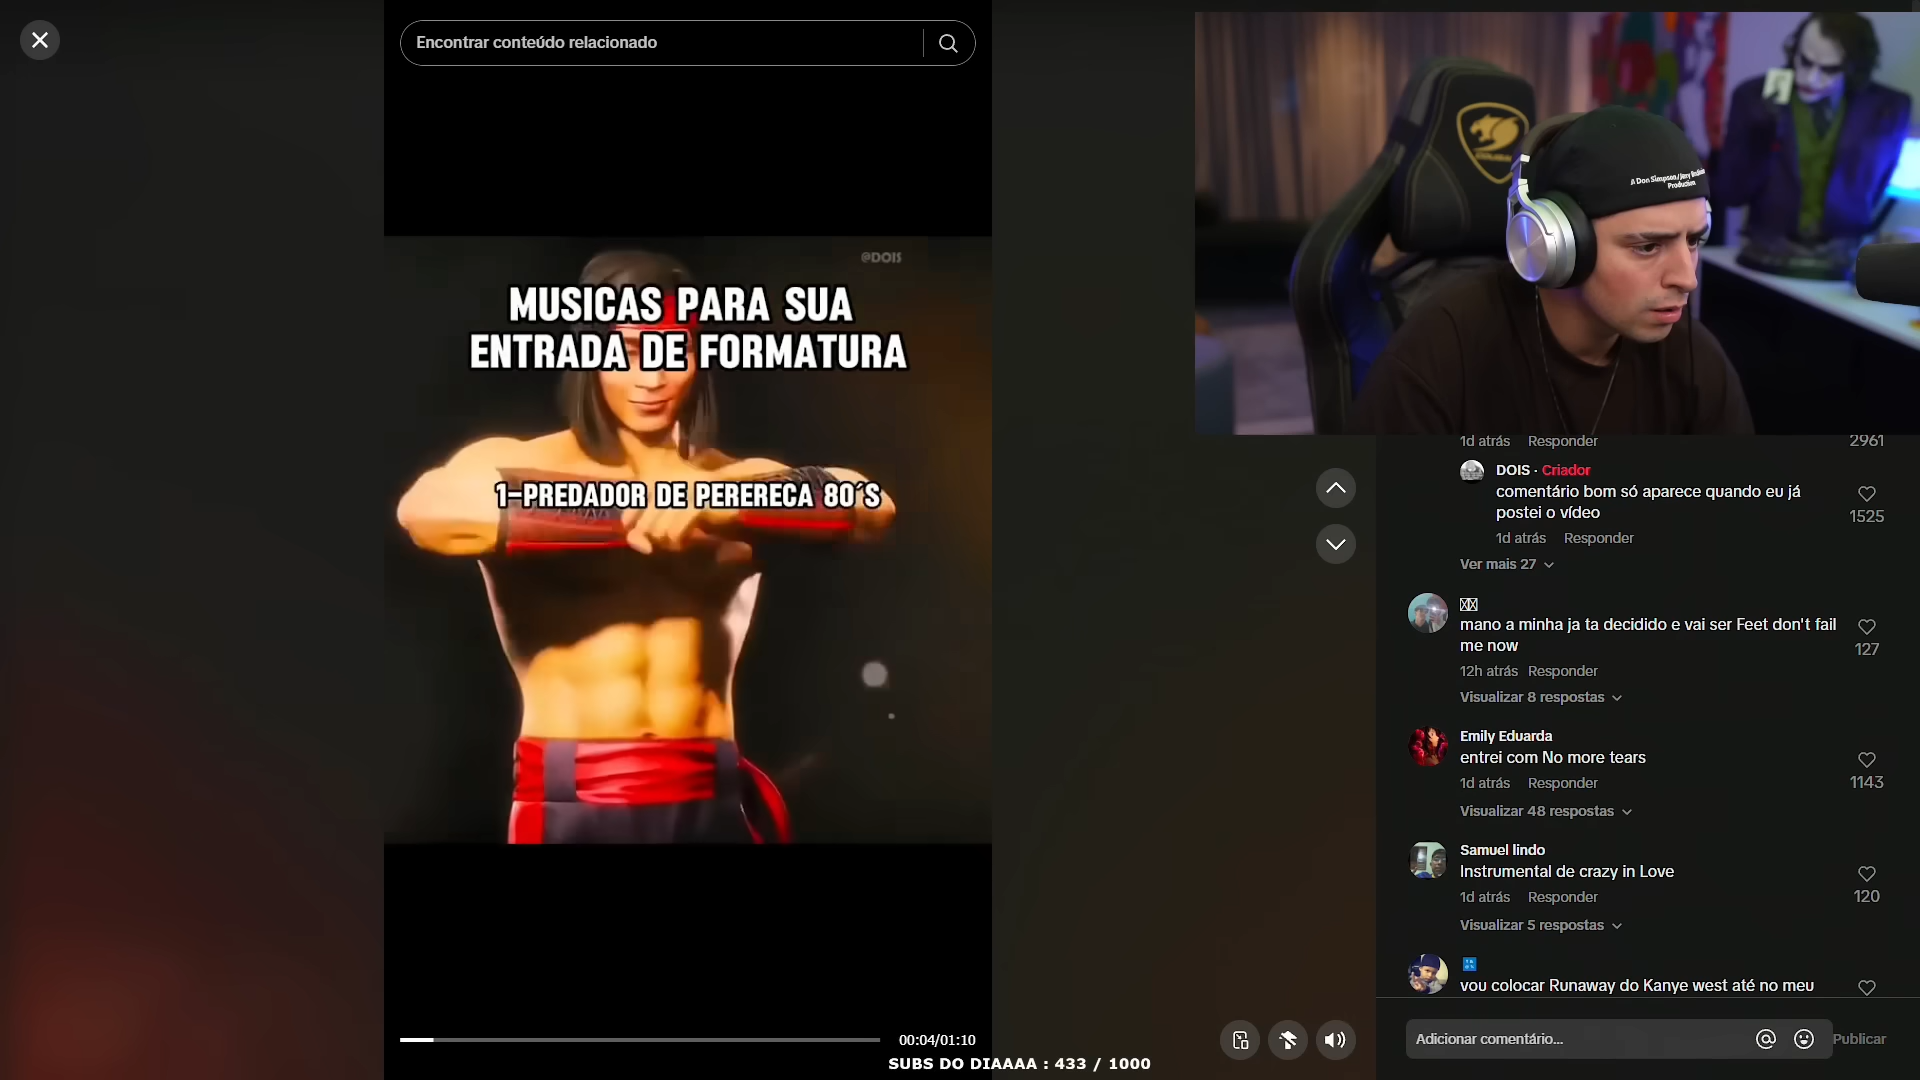 Encontrar conteúdo relacionado
@DOIS
MUSICAS PARA SUA
ENTRADA DE FORMATURA
1-PREDADOR DE PERERECA 80´S
00:04/01:10
SUBS DO DIAAAA : 433 / 1000
A Don Simpson/Jerry
Production
COUGAR
1d atrás Responder
2961
DOIS · Criador
comentário bom só aparece quando eu já
postei o vídeo
1525
1d atrás Responder
Ver mais 27
mano a minha ja ta decidido e vai ser Feet don't fail
me now
127
12h atrás Responder
Visualizar 8 respostas
Emily Eduarda
entrei com No more tears
1143
1d atrás Responder
Visualizar 48 respostas
Samuel lindo
Instrumental de crazy in Love
120
1d atrás Responder
Visualizar 5 respostas
vou colocar Runaway do Kanye west até no meu
Adicionar comentário...
Publicar